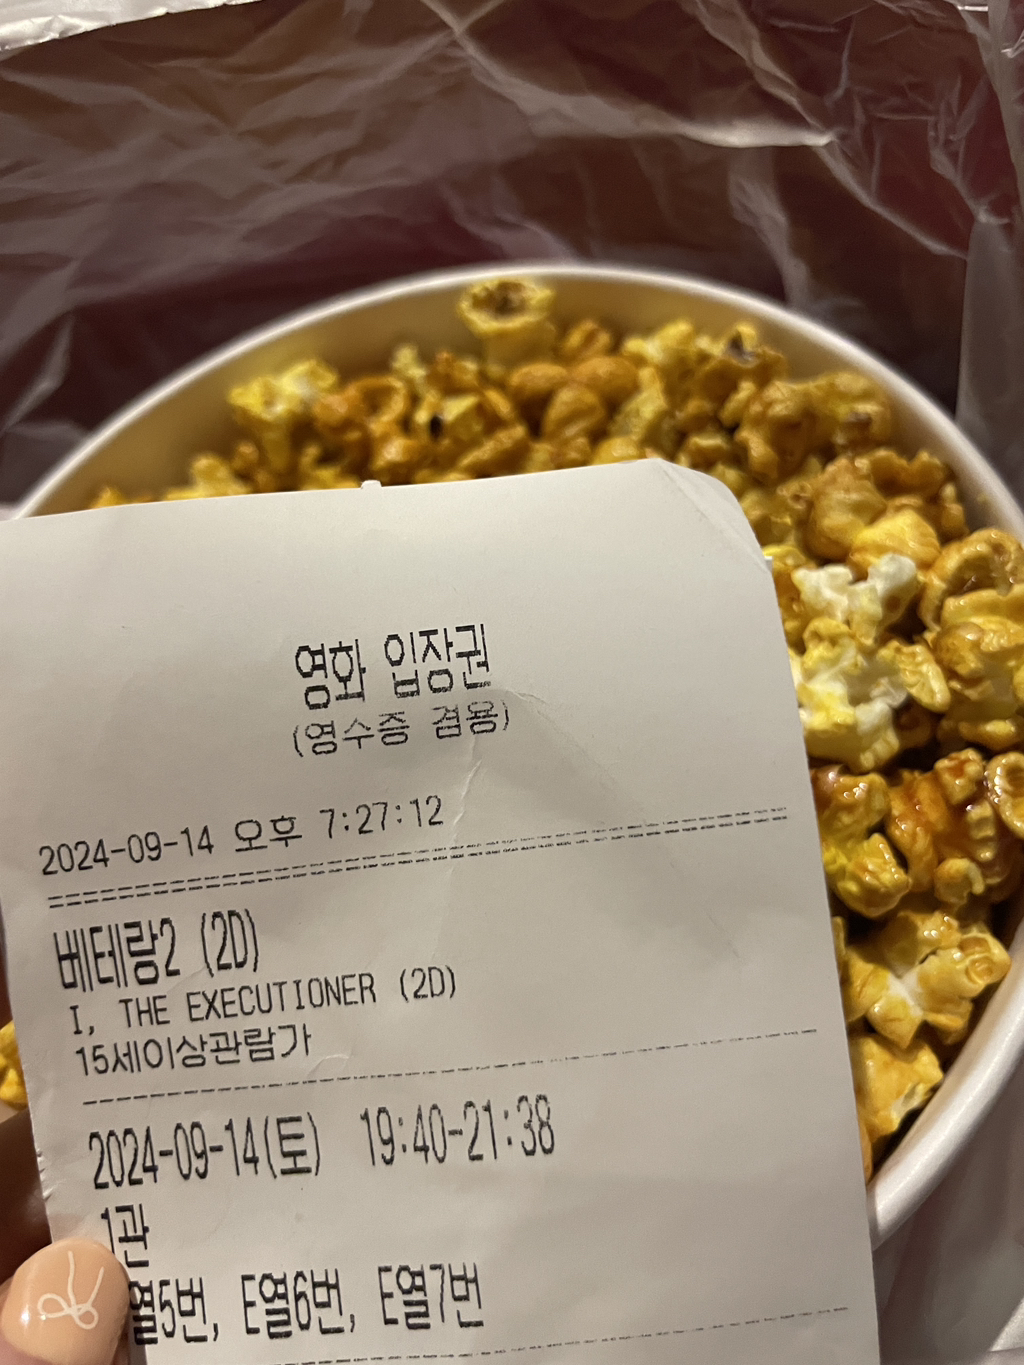 영화 입장권
(영수증 겸용)
2024-09-14 오후 7:27:12
베테랑2 (2D)
I, THE EXECUTIONER (2D)
15세이상관람가
2024-09-14(토) 19:40-21:38
1관
열5번, E열6번, E열7번